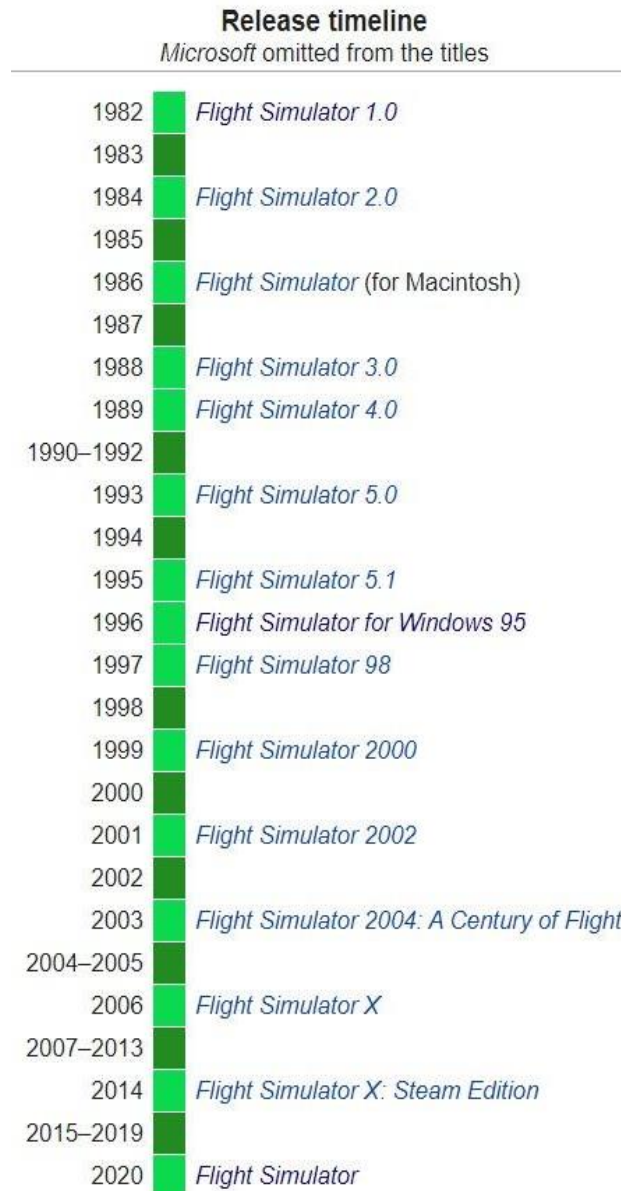 Release timeline
Microsoft omitted from the titles
1982 Flight Simulator 1.0
1983
1984 Flight Simulator 2.0
1985
1986 Flight Simulator (for Macintosh)
1987
1988 Flight Simulator 3.0
1989 Flight Simulator 4.0
1990–1992
1993 Flight Simulator 5.0
1994
1995 Flight Simulator 5.1
1996 Flight Simulator for Windows 95
1997 Flight Simulator 98
1998
1999 Flight Simulator 2000
2000
2001 Flight Simulator 2002
2002
2003 Flight Simulator 2004: A Century of Flight
2004–2005
2006 Flight Simulator X
2007–2013
2014 Flight Simulator X: Steam Edition
2015–2019
2020 Flight Simulator